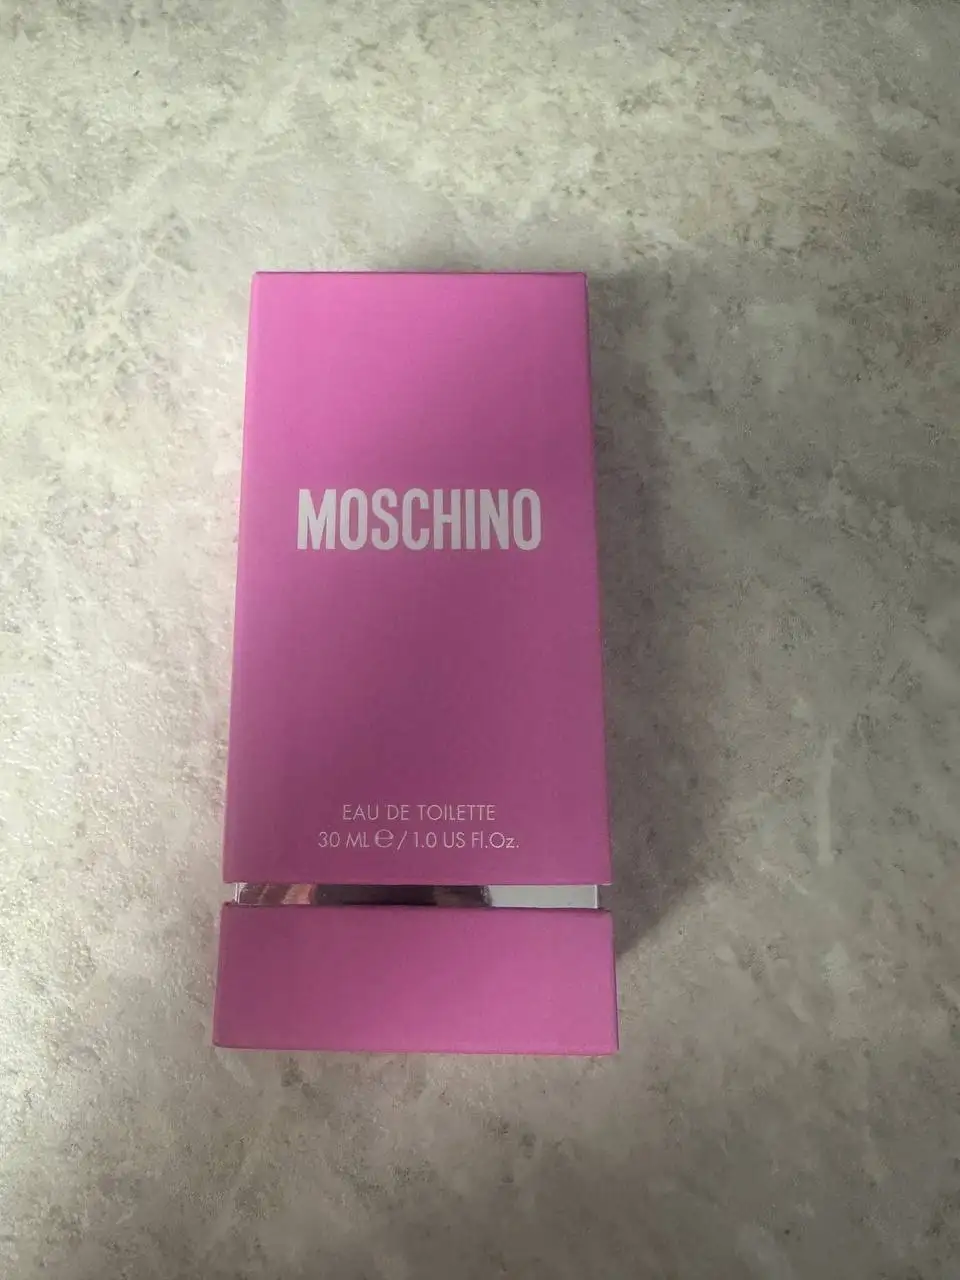 MOSCHINO
EAU DE TOILETTE
30 ML ℮ / 1.0 US Fl.Oz.